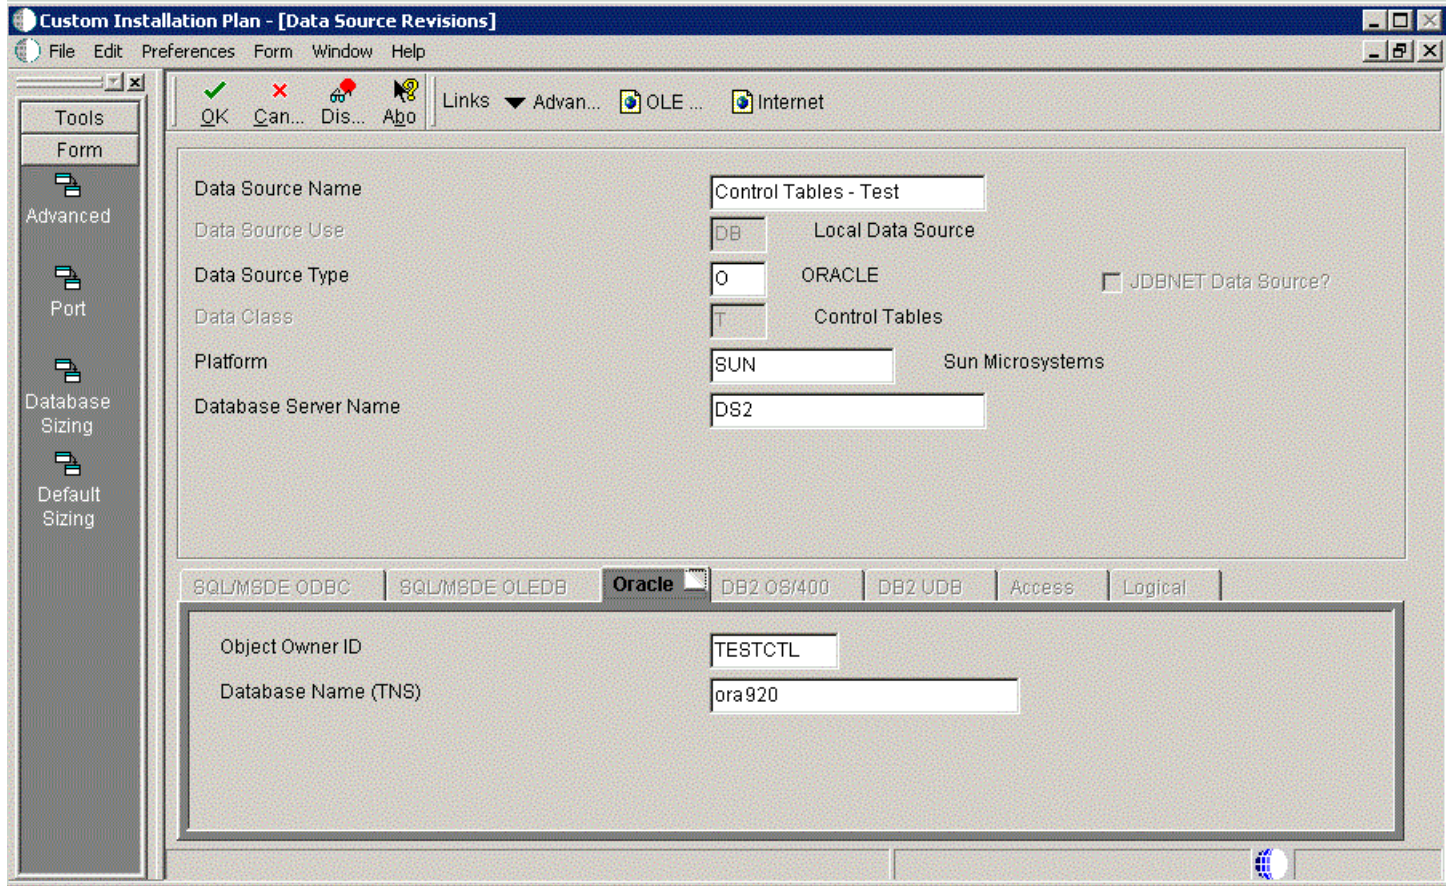 Custom Installation Plan - [Data Source Revisions]
File Edit Preferences Form Window Help
OK Can... Dis... Abo Links Advan... OLE ... Internet
Tools
Form
Advanced
Port
Database
Sizing
Default
Sizing
Data Source Name Control Tables - Test
Data Source Use DB Local Data Source
Data Source Type O ORACLE JDBNET Data Source?
Data Class T Control Tables
Platform SUN Sun Microsystems
Database Server Name DS2
SQL/MSDE ODBC SQL/MSDE OLEDB Oracle DB2 OS/400 DB2 UDB Access Logical
Object Owner ID TESTCTL
Database Name (TNS) ora920